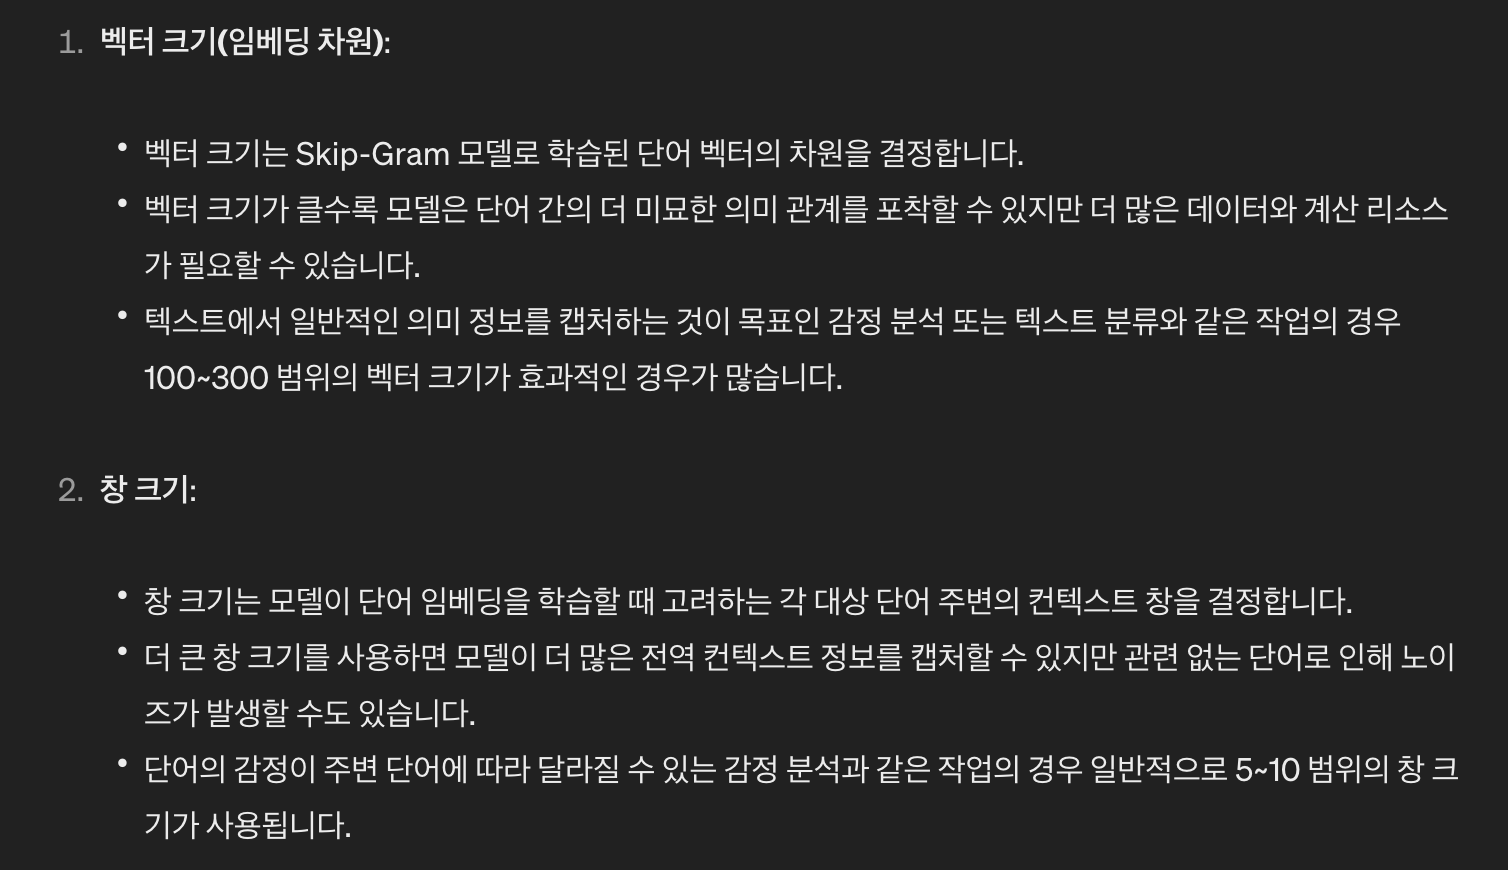 1. 벡터 크기(임베딩 차원):
• 벡터 크기는 Skip-Gram 모델로 학습된 단어 벡터의 차원을 결정합니다.
• 벡터 크기가 클수록 모델은 단어 간의 더 미묘한 의미 관계를 포착할 수 있지만 더 많은 데이터와 계산 리소스
가 필요할 수 있습니다.
• 텍스트에서 일반적인 의미 정보를 캡처하는 것이 목표인 감정 분석 또는 텍스트 분류와 같은 작업의 경우
100~300 범위의 벡터 크기가 효과적인 경우가 많습니다.
2. 창 크기:
• 창 크기는 모델이 단어 임베딩을 학습할 때 고려하는 각 대상 단어 주변의 컨텍스트 창을 결정합니다.
• 더 큰 창 크기를 사용하면 모델이 더 많은 전역 컨텍스트 정보를 캡처할 수 있지만 관련 없는 단어로 인해 노이
즈가 발생할 수도 있습니다.
• 단어의 감정이 주변 단어에 따라 달라질 수 있는 감정 분석과 같은 작업의 경우 일반적으로 5~10 범위의 창 크
기가 사용됩니다.